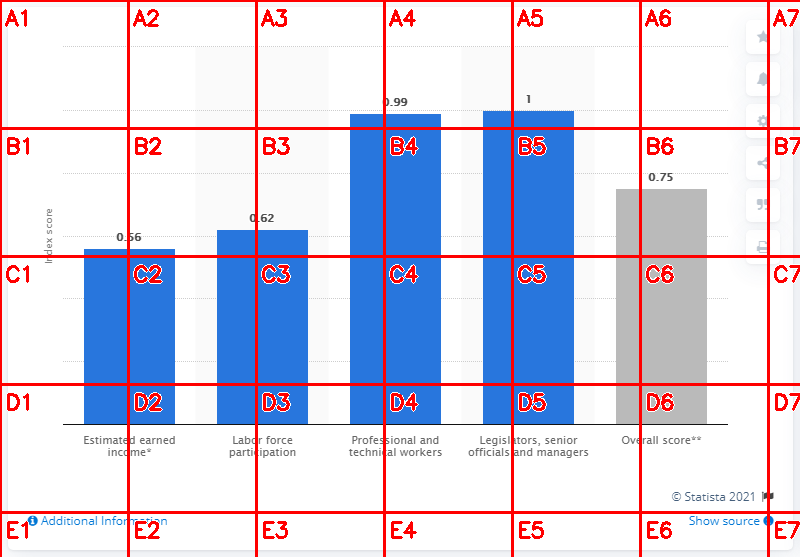 A1 A2 A3 A4 A5 A6 A7
0.99 1
B1 B2 B3 B4 B5 B6 B7
0.75
Index score
0.62
0.56
C1 C2 C3 C4 C5 C6 C7
D1 D2 D3 D4 D5 D6 D7
Estimated earned
income*
Labor force
participation
Professional and
technical workers
Legislators, senior
officials and managers
Overall score**
© Statista 2021
Additional Information
Show source
E1 E2 E3 E4 E5 E6 E7